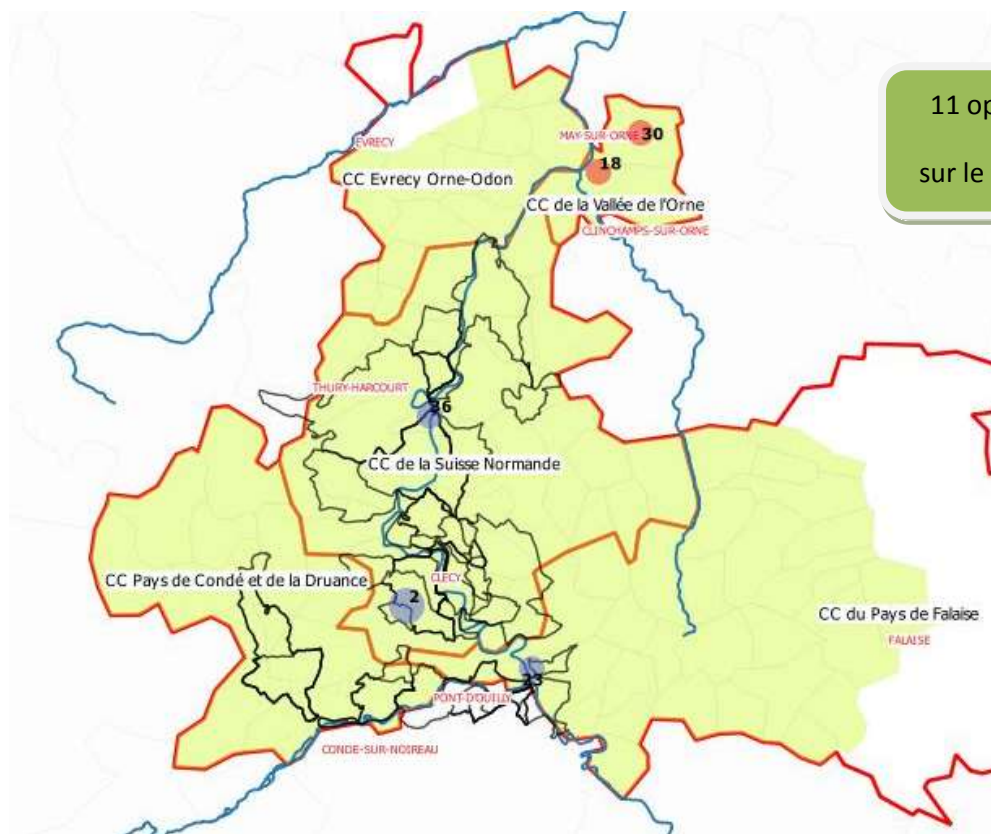 11 op
sur le
EVRECY
MAY-SUR-ORNE
30
18
CC Evrecy Orne-Odon
CC de la Vallée de l'Orne
CLINCHAMPS-SUR-ORNE
THURY-HARCOURT
36
CC de la Suisse Normande
CC Pays de Condé et de la Druance
CLECY
2
CC du Pays de Falaise
FALAISE
23
PONT-D'OUILLY
CONDE-SUR-NOIREAU